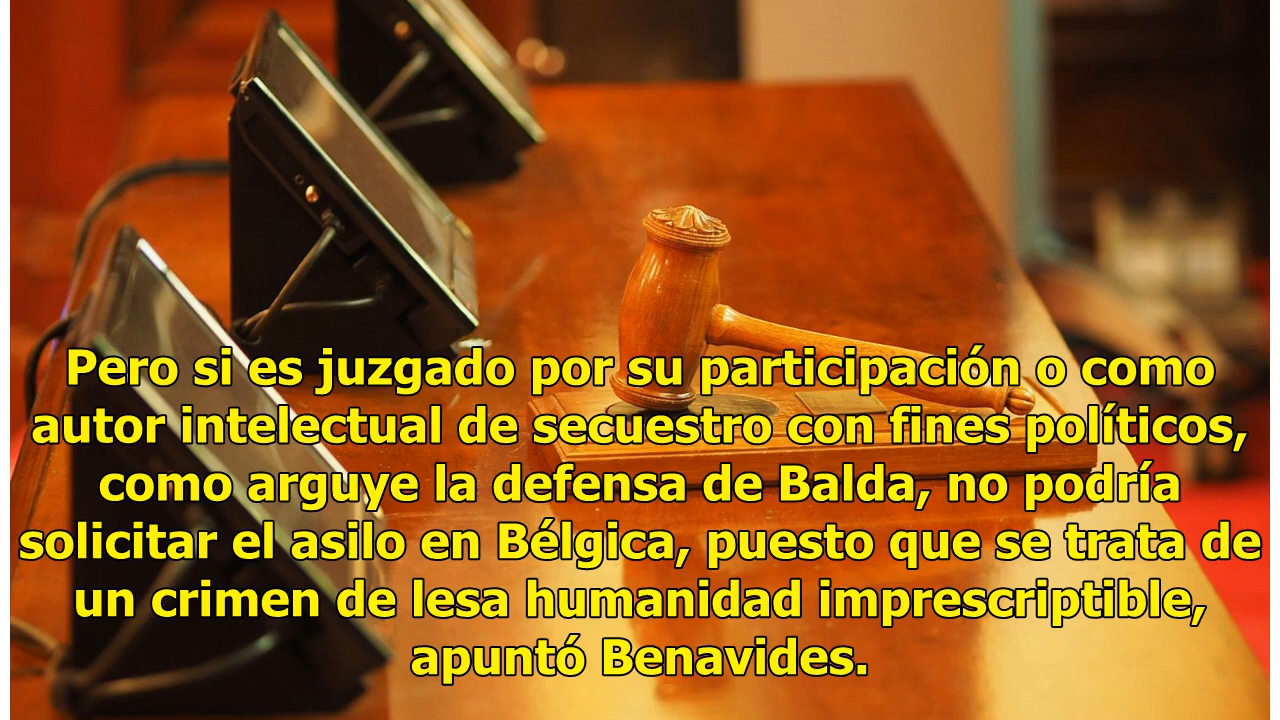 Pero si es juzgado por su participación o como
autor intelectual de secuestro con fines políticos,
como arguye la defensa de Balda, no podría
solicitar el asilo en Bélgica, puesto que se trata de
un crimen de lesa humanidad imprescriptible,
apuntó Benavides.